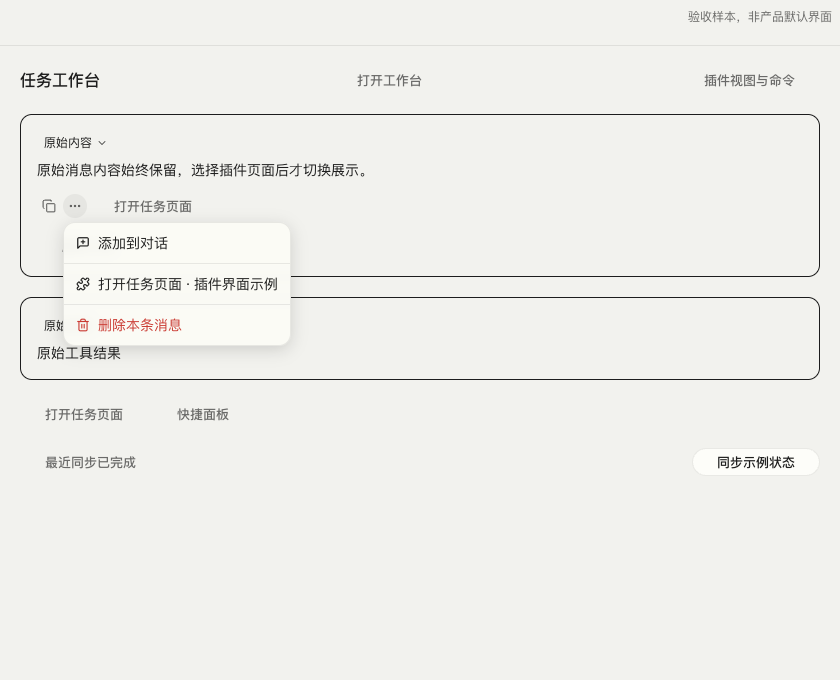 验收样本，非产品默认界面
任务工作台
打开工作台
插件视图与命令
原始内容
原始消息内容始终保留，选择插件页面后才切换展示。
打开任务页面
添加到对话
打开任务页面 · 插件界面示例
删除本条消息
原始
原始工具结果
打开任务页面
快捷面板
最近同步已完成
同步示例状态